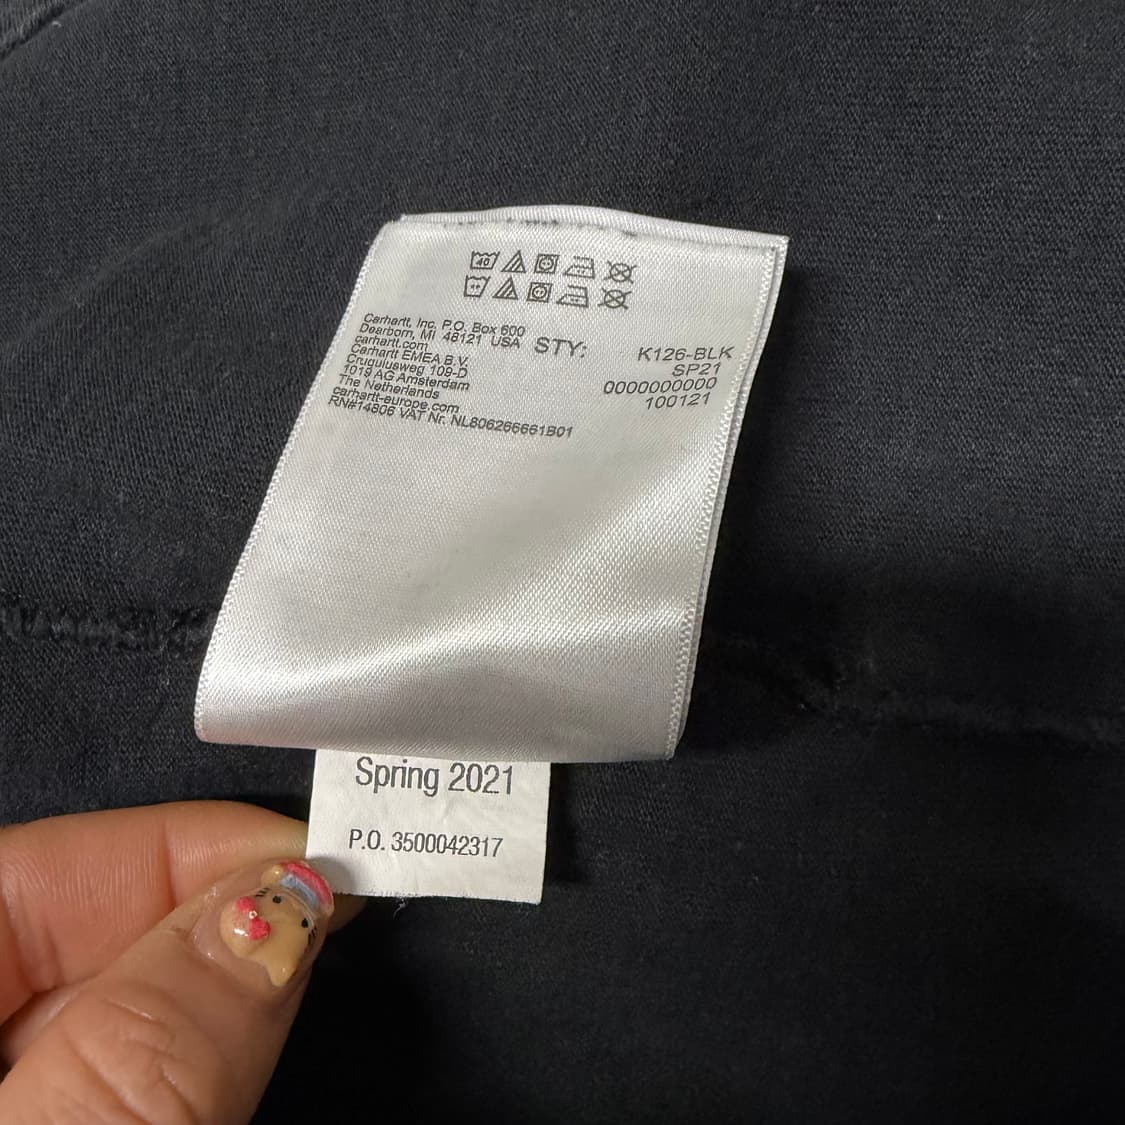 40
Carhartt, Inc. P.O. Box 600
Dearborn, MI 48121 USA
carhartt.com
Carhartt EMEA B.V.
Cruquiusweg 109-D
1019 AG Amsterdam
The Netherlands
carhartt-europe.com
RN#14806 VAT Nr. NL806266661B01
STY: K126-BLK
SP21
0000000000
100121
Spring 2021
P.O. 3500042317